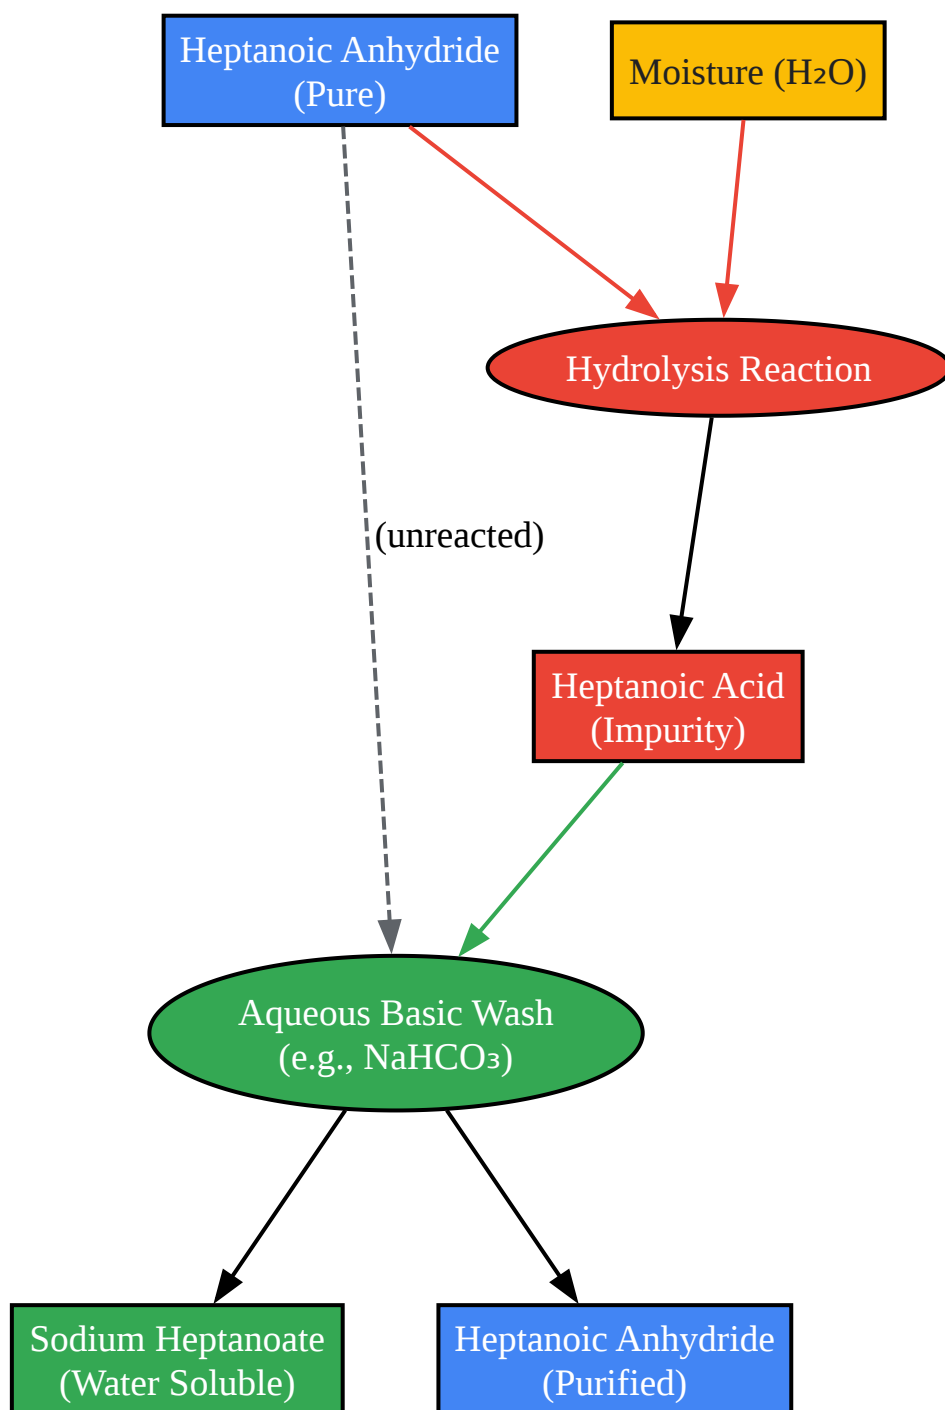 Heptanoic Anhydride
(Pure)
Moisture (H₂O)
Hydrolysis Reaction
(unreacted)
Heptanoic Acid
(Impurity)
Aqueous Basic Wash
(e.g., NaHCO₃)
Sodium Heptanoate
(Water Soluble)
Heptanoic Anhydride
(Purified)